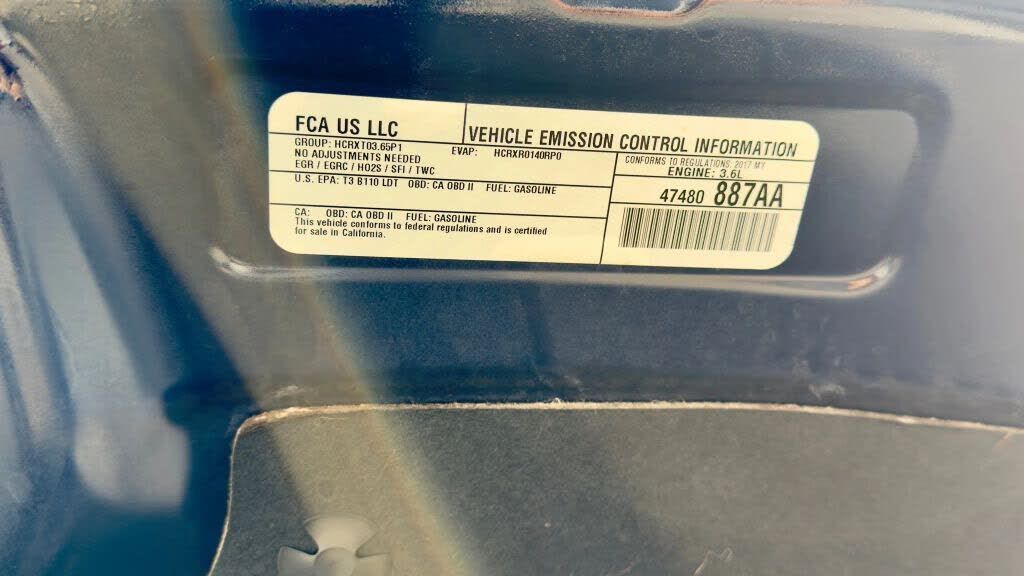 FCA US LLC
VEHICLE EMISSION CONTROL INFORMATION
GROUP: HCRXT03.65P1 EVAP: HCRXR0140RP0
NO ADJUSTMENTS NEEDED
EGR / EGRC / HO2S / SFI / TWC
CONFORMS TO REGULATIONS: 2017 MY
ENGINE: 3.6L
U.S. EPA: T3 B110 LDT OBD: CA OBD II FUEL: GASOLINE
47480 887AA
CA: OBD: CA OBD II FUEL: GASOLINE
This vehicle conforms to federal regulations and is certified
for sale in California.